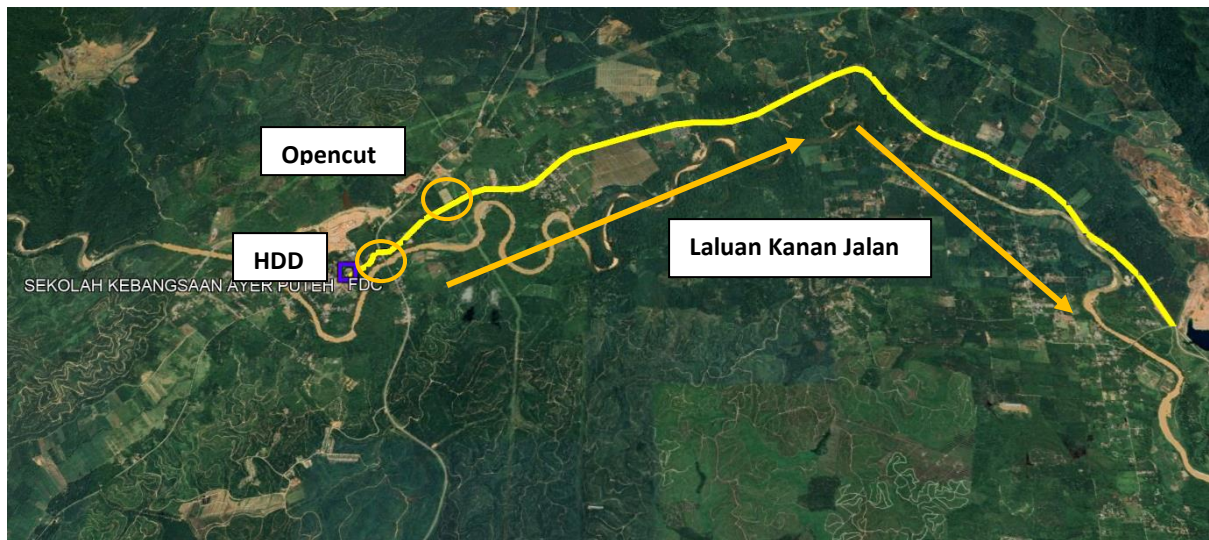 Opencut
HDD
Laluan Kanan Jalan
SEKOLAH KEBANGSAAN AYER PUTEH FDC